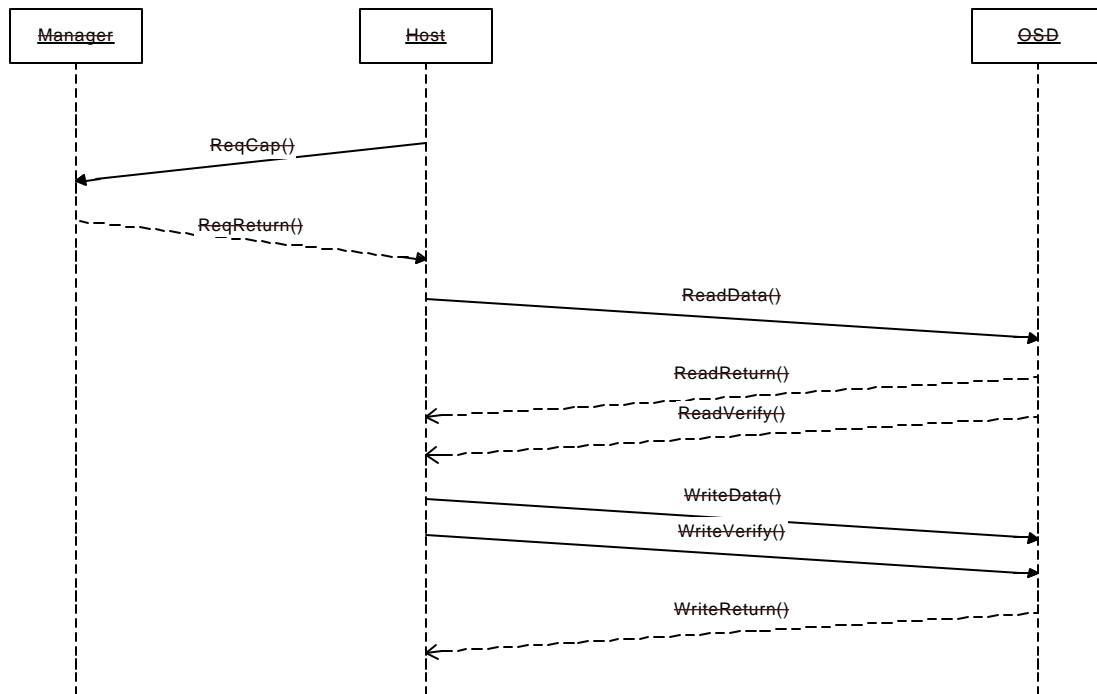 Manager
Host
OSD
ReqCap()
ReqReturn()
ReadData()
ReadReturn()
ReadVerify()
WriteData()
WriteVerify()
WriteReturn()